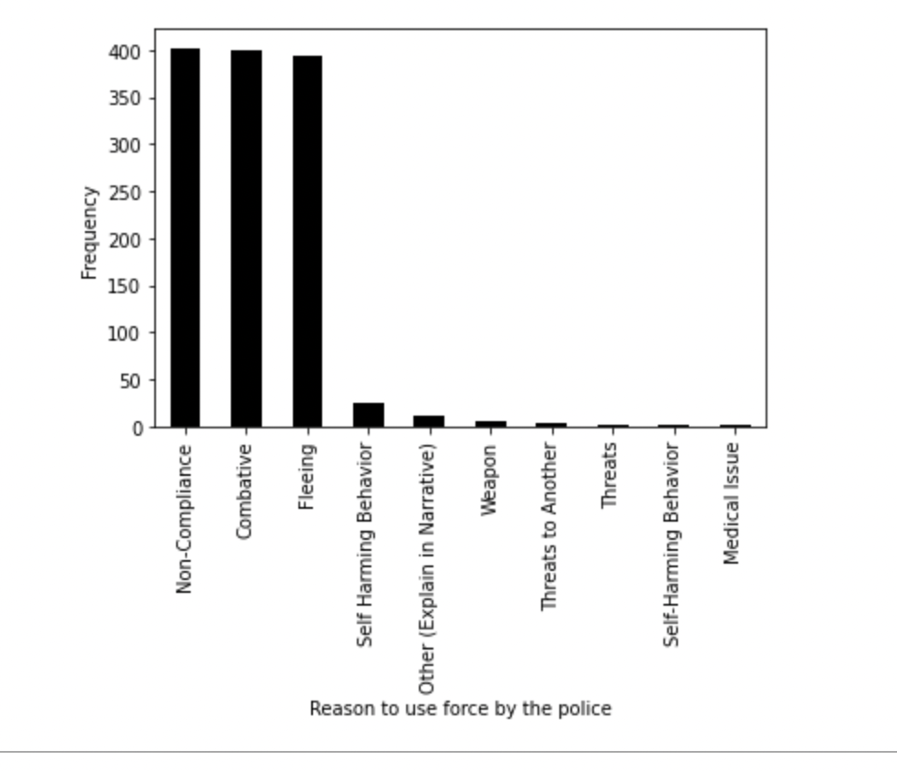 400
350
300
250
200
150
100
50
0
Frequency
Non-Compliance
Combative
Fleeing
Self Harming Behavior
Other (Explain in Narrative)
Weapon
Threats to Another
Threats
Self-Harming Behavior
Medical Issue
Reason to use force by the police